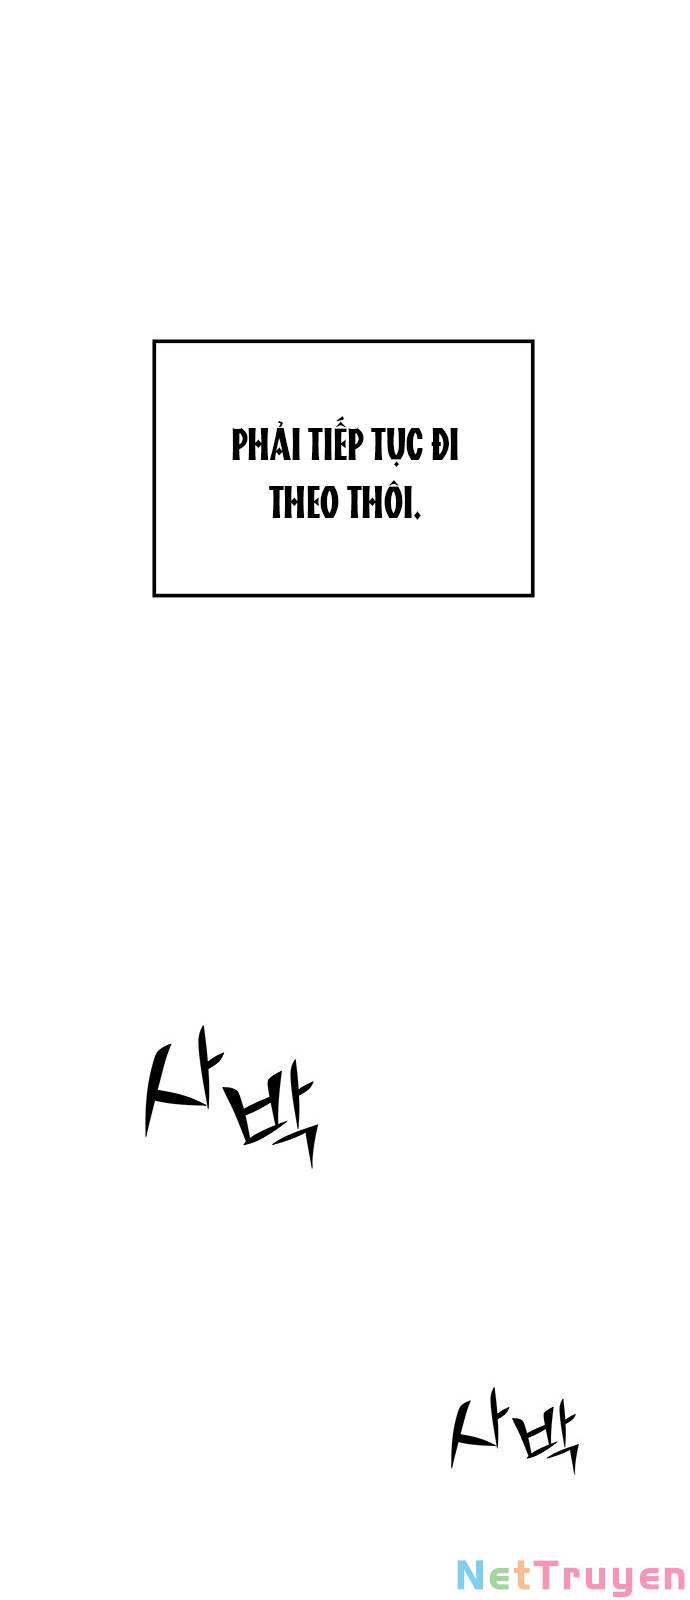 PHẢI TIẾP TỤC ĐI
THEO THÔI.
사박
사박
NetTruyen